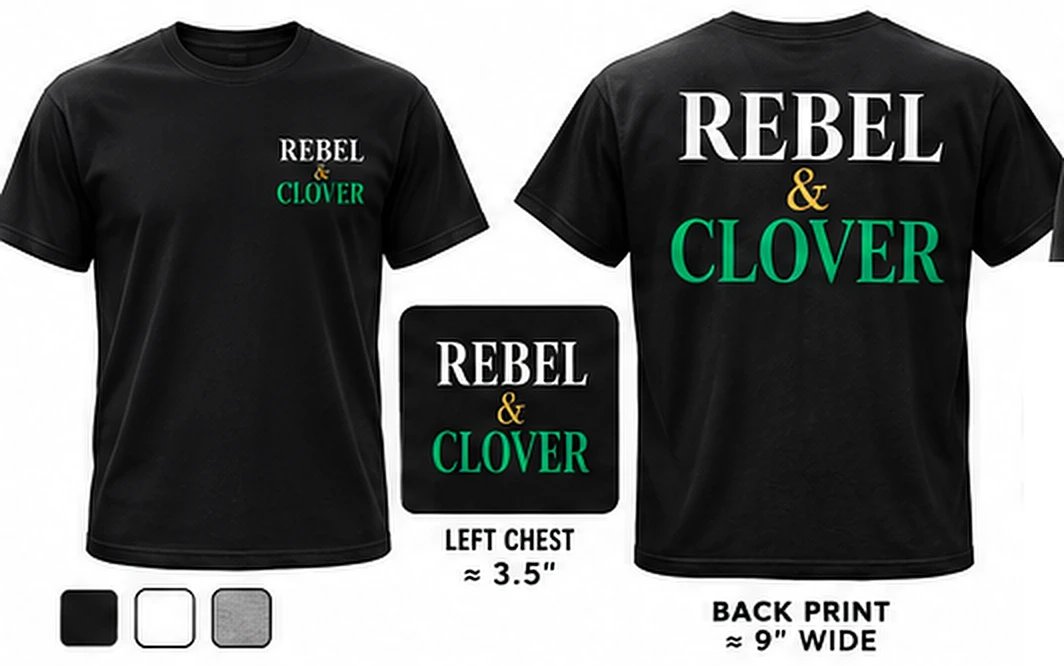 REBEL
&
CLOVER
REBEL
&
CLOVER
REBEL
&
CLOVER
LEFT CHEST
≈ 3.5"
BACK PRINT
≈ 9" WIDE